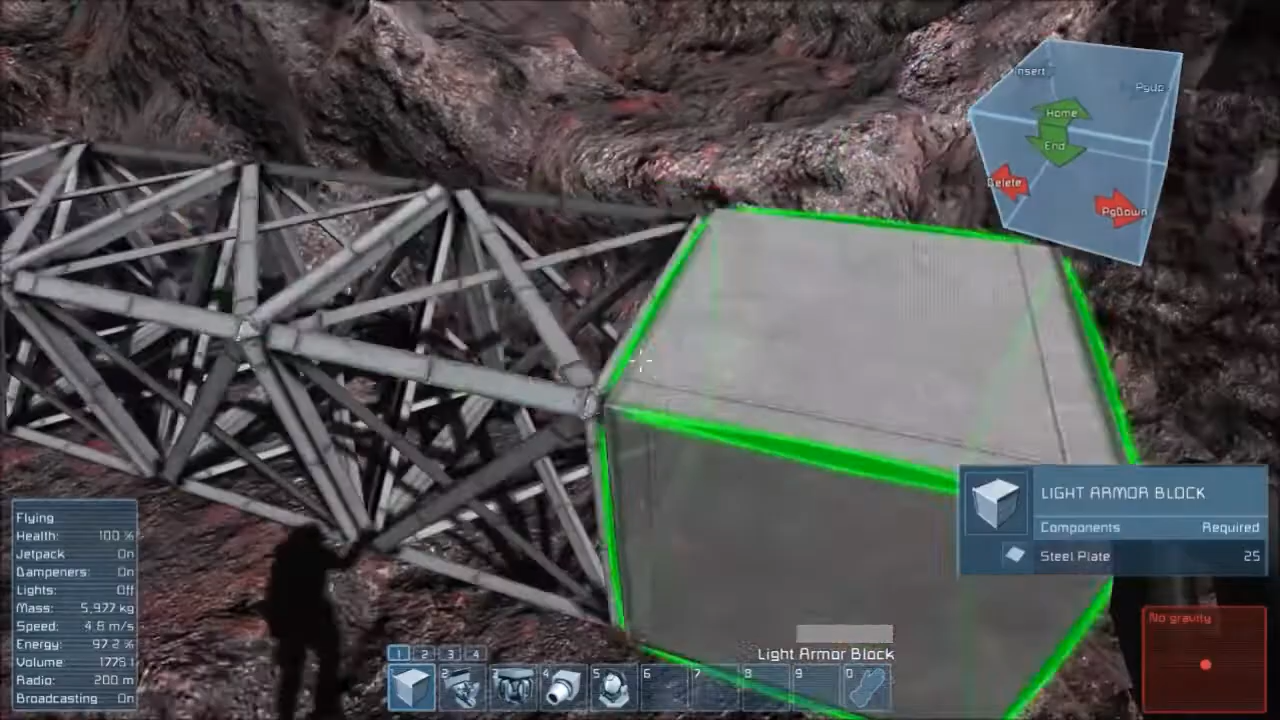 Insert
PgUp
Home
End
Delete
PgDown
LIGHT ARMOR BLOCK
Components Required
Steel Plate 25
Flying
Health: 100 %
Jetpack On
Dampeners: On
Lights: Off
Mass: 5,977 kg
Speed: 4.6 m/s
Energy: 97.2 %
Volume: 1775 l
Radio: 200 m
Broadcasting On
No gravity
1 2 3 4
Light Armor Block
2 4 5 6 7 8 9 0